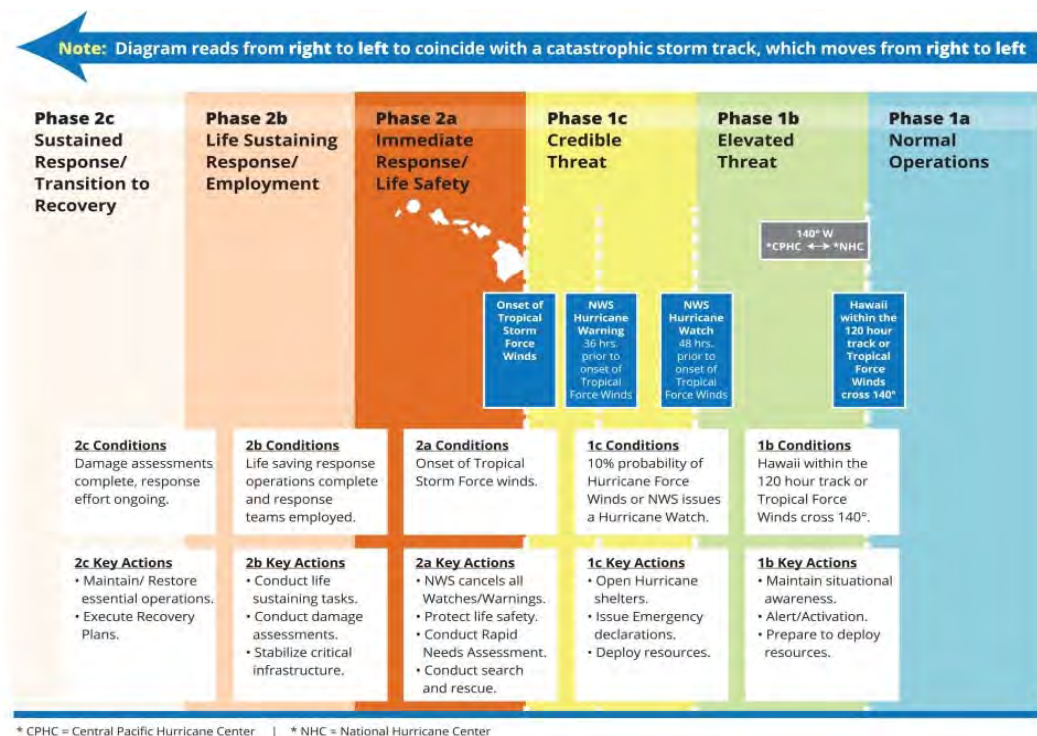 Note: Diagram reads from right to left to coincide with a catastrophic storm track, which moves from right to left
Phase 2c
Sustained
Response/
Transition to
Recovery
Phase 2b
Life Sustaining
Response/
Employment
Phase 2a
Immediate
Response/
Life Safety
Phase 1c
Credible
Threat
Phase 1b
Elevated
Threat
Phase 1a
Normal
Operations
140° W
*CPHC ↔ *NHC
Onset of
Tropical
Storm
Force
Winds
NWS
Hurricane
Warning
36 hrs.
prior to
onset of
Tropical
Force Winds
NWS
Hurricane
Watch
48 hrs.
prior to
onset of
Tropical
Force Winds
Hawaii
within the
120 hour
track or
Tropical
Force
Winds
cross 140°
2c Conditions
Damage assessments
complete, response
effort ongoing.
2b Conditions
Life saving response
operations complete
and response
teams employed.
2a Conditions
Onset of Tropical
Storm Force winds.
1c Conditions
10% probability of
Hurricane Force
Winds or NWS issues
a Hurricane Watch.
1b Conditions
Hawaii within the
120 hour track or
Tropical Force
Winds cross 140°.
2c Key Actions
• Maintain/ Restore
essential operations.
• Execute Recovery
Plans.
2b Key Actions
• Conduct life
sustaining tasks.
• Conduct damage
assessments.
• Stabilize critical
infrastructure.
2a Key Actions
• NWS cancels all
Watches/Warnings.
• Protect life safety.
• Conduct Rapid
Needs Assessment.
• Conduct search
and rescue.
1c Key Actions
• Open Hurricane
shelters.
• Issue Emergency
declarations.
• Deploy resources.
1b Key Actions
• Maintain situational
awareness.
• Alert/Activation.
• Prepare to deploy
resources.
* CPHC = Central Pacific Hurricane Center | * NHC = National Hurricane Center